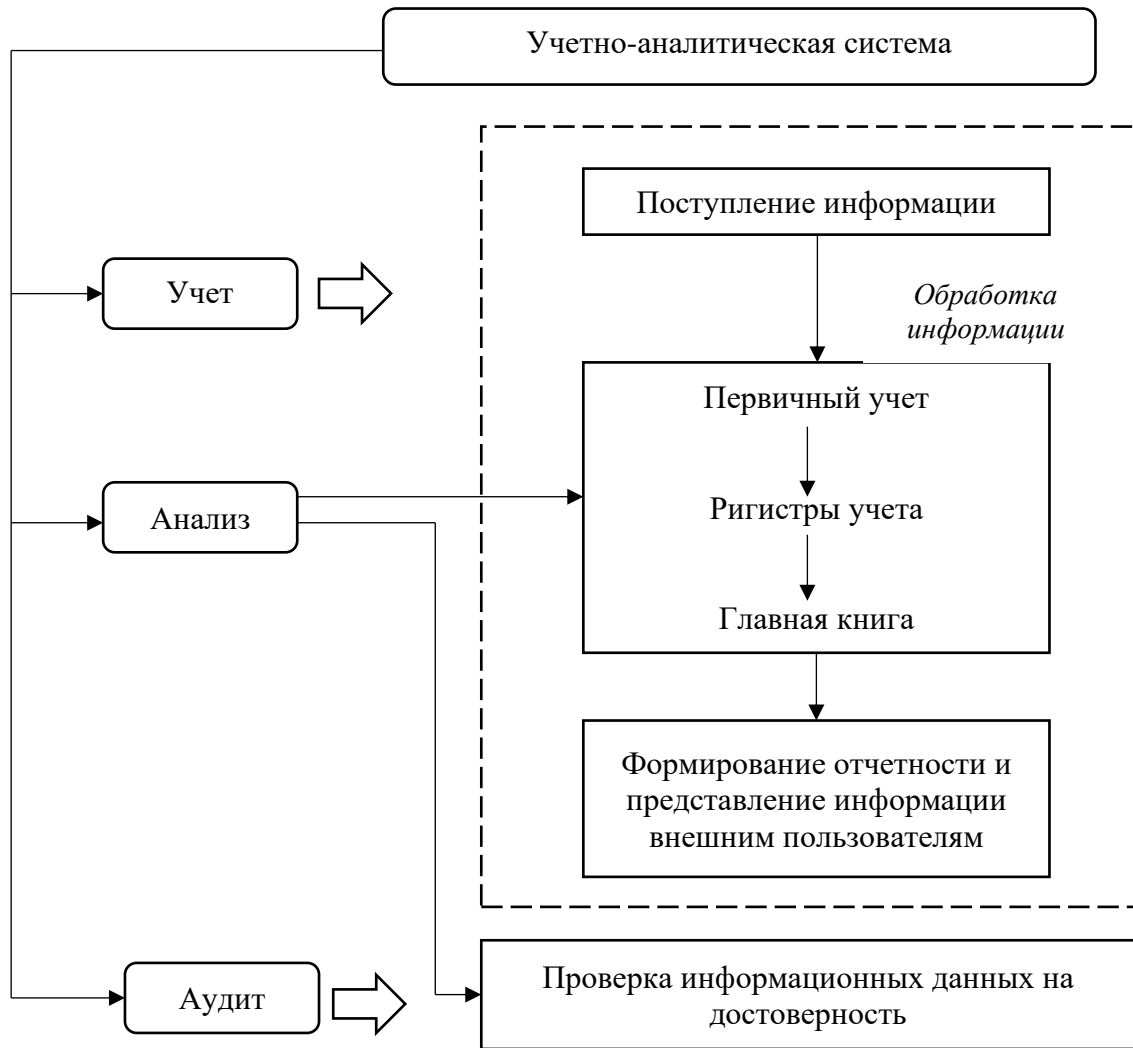 Учетно-аналитическая система
Поступление информации
Учет
Обработка
информации
Первичный учет
Анализ
Ригистры учета
Главная книга
Формирование отчетности и
представление информации
внешним пользователям
Аудит
Проверка информационных данных на
достоверность